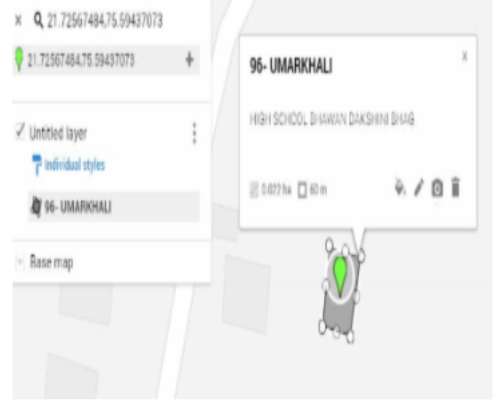 × 21.72567484,75.59437073
21.72567484,75.59437073 +
Untitled layer
Individual styles
96- UMARKHALI
Base map
96- UMARKHALI x
HIGH SCHOOL BHAWAN DAKSHINI BHAG
0.022 ha 60 m